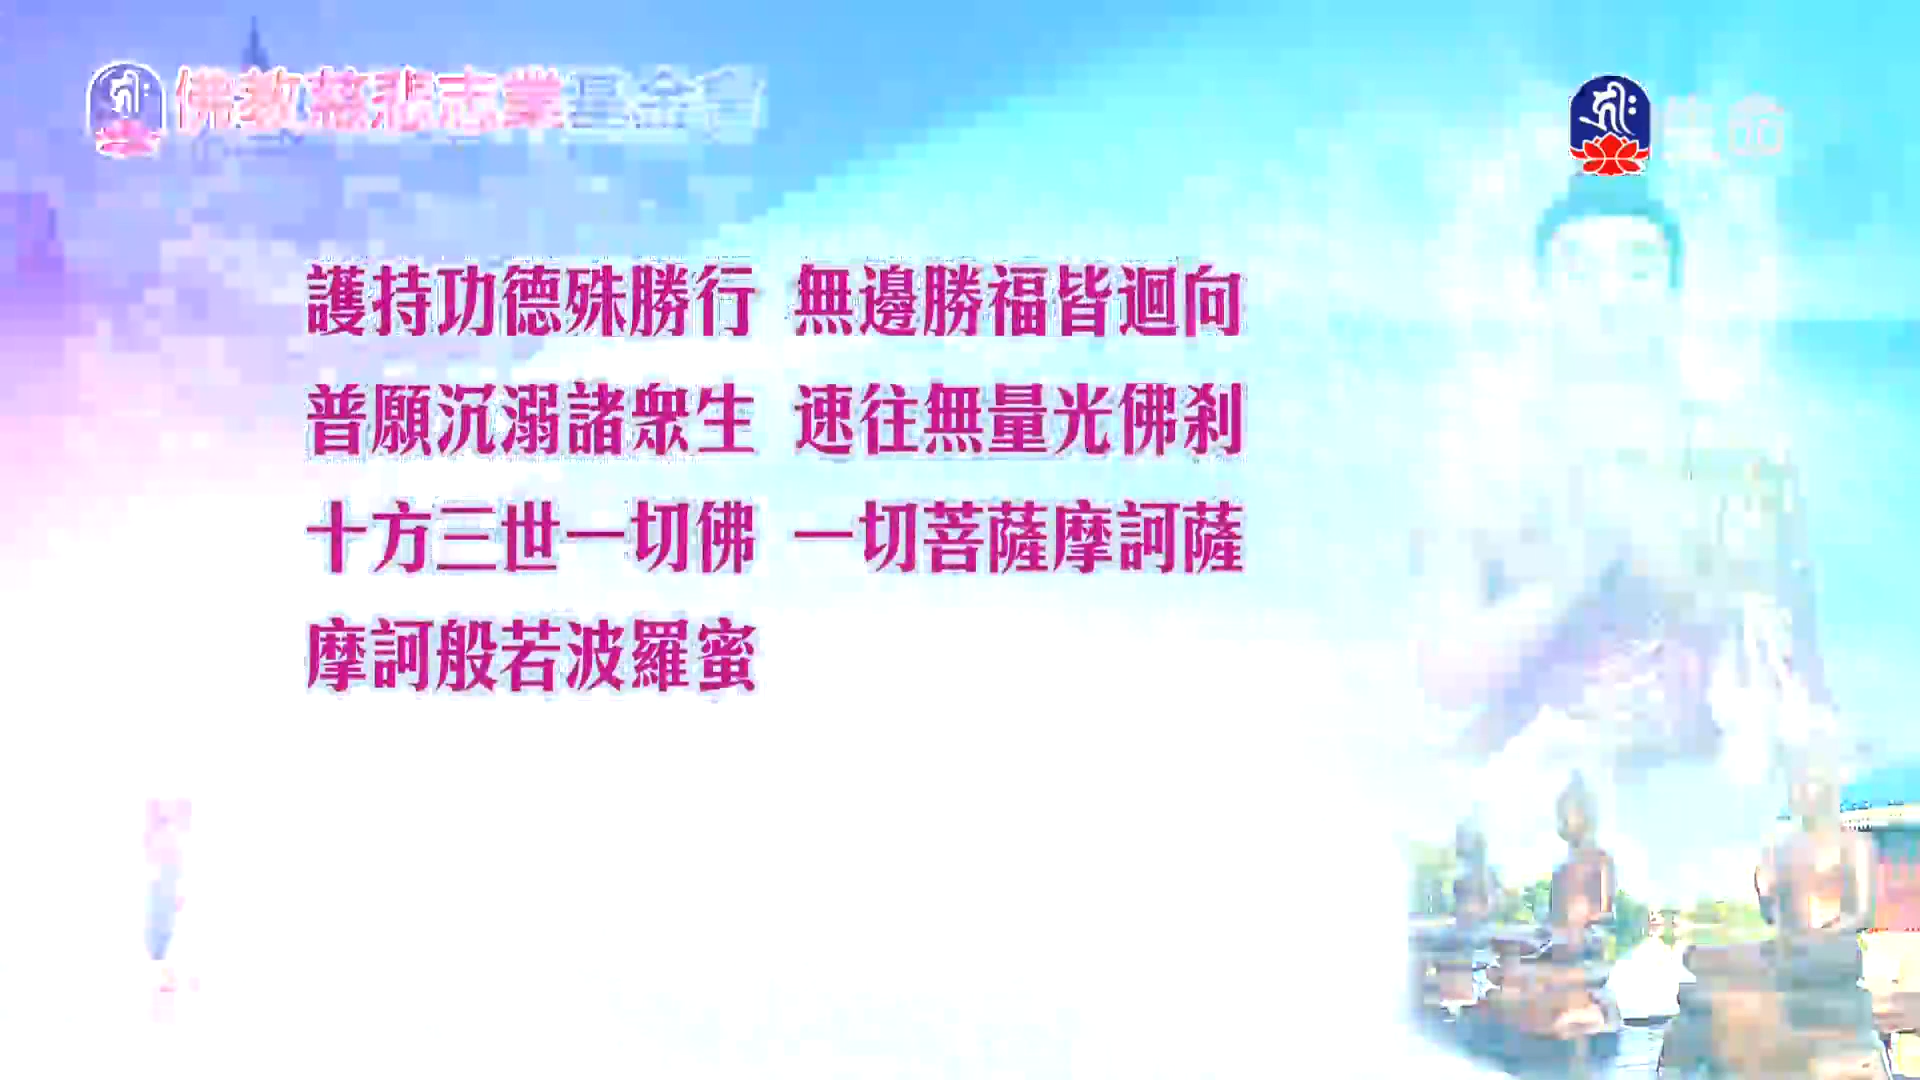 佛教慈悲志業基金會
生命
護持功德殊勝行 無邊勝福皆迴向
普願沉溺諸眾生 速往無量光佛剎
十方三世一切佛 一切菩薩摩訶薩
摩訶般若波羅蜜